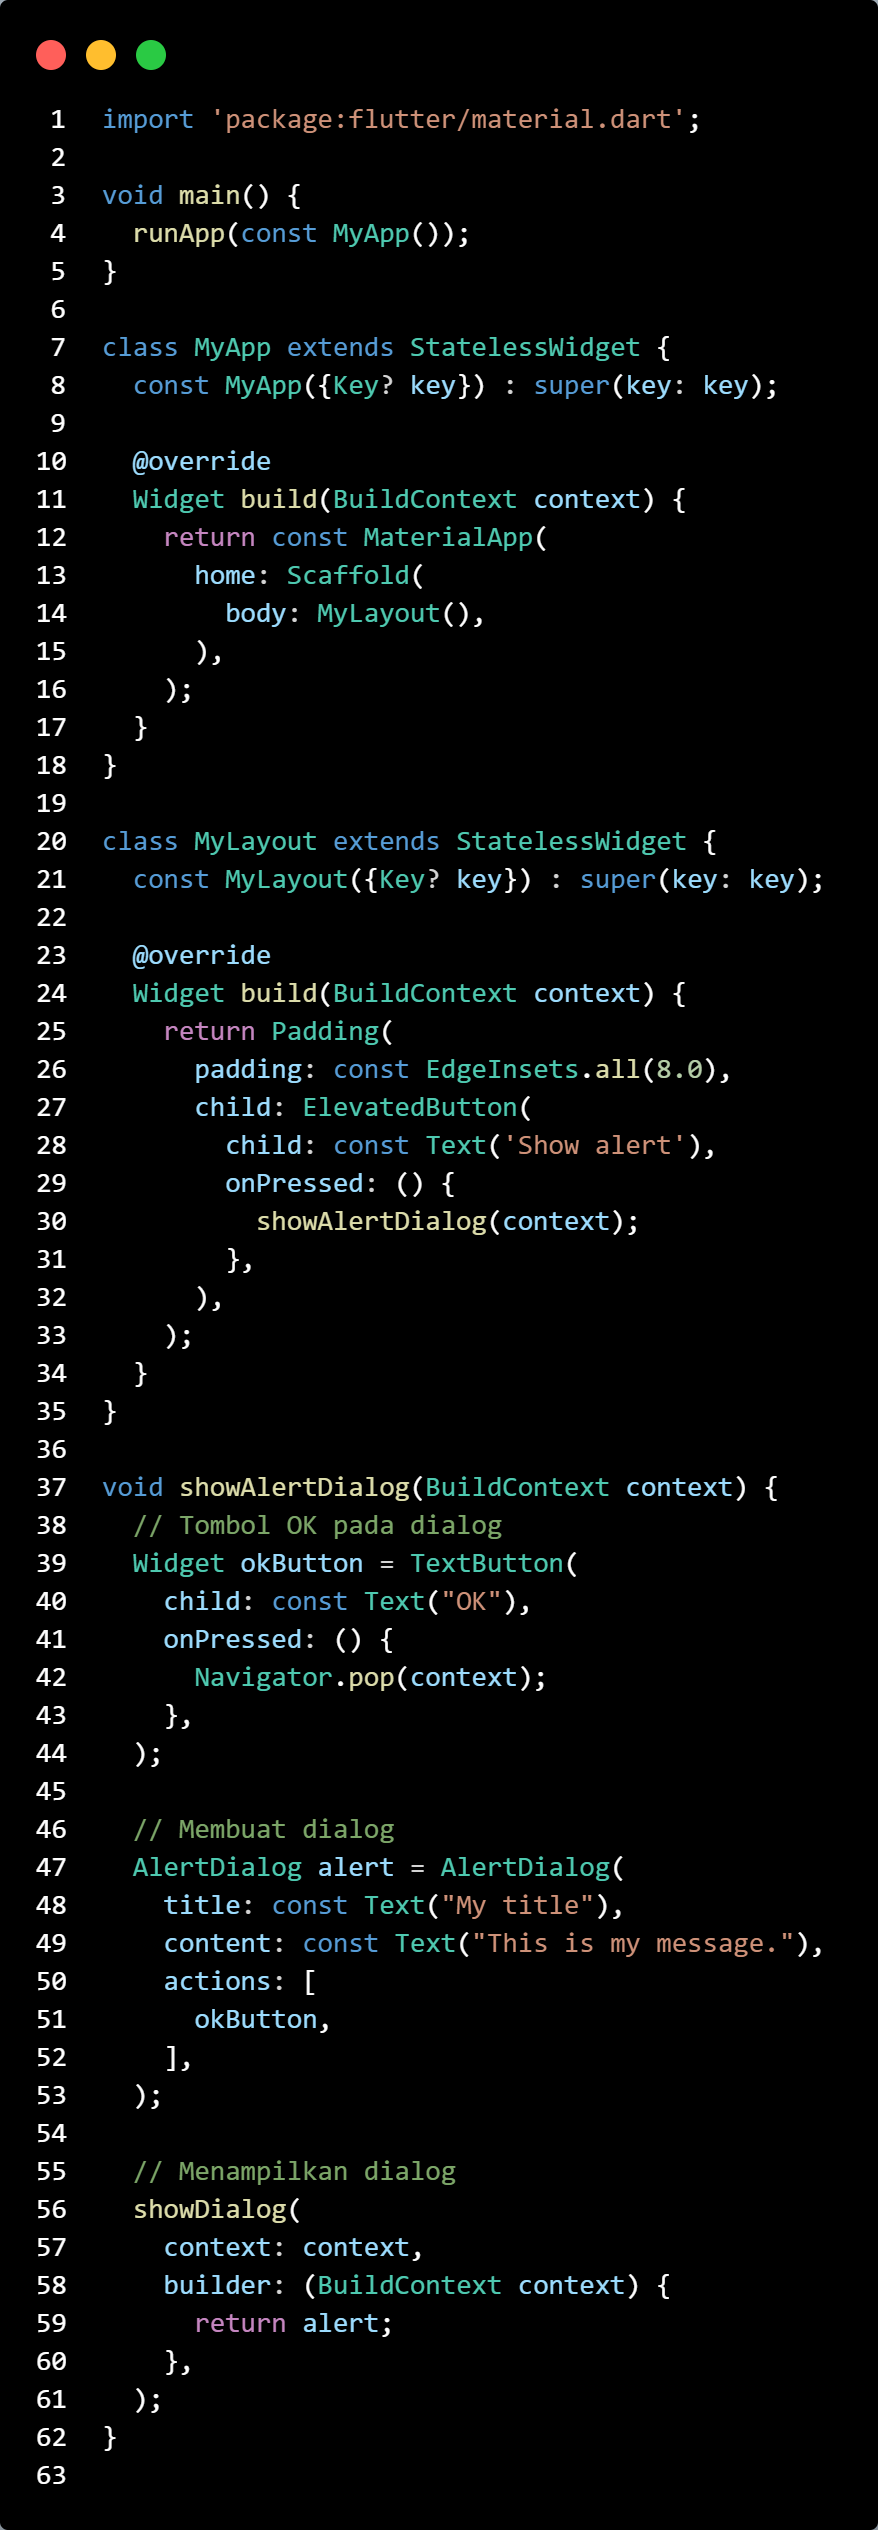 1 import 'package:flutter/material.dart';
2
3 void main() {
4   runApp(const MyApp());
5 }
6
7 class MyApp extends StatelessWidget {
8   const MyApp({Key? key}) : super(key: key);
9
10   @override
11   Widget build(BuildContext context) {
12     return const MaterialApp(
13       home: Scaffold(
14         body: MyLayout(),
15       ),
16     );
17   }
18 }
19
20 class MyLayout extends StatelessWidget {
21   const MyLayout({Key? key}) : super(key: key);
22
23   @override
24   Widget build(BuildContext context) {
25     return Padding(
26       padding: const EdgeInsets.all(8.0),
27       child: ElevatedButton(
28         child: const Text('Show alert'),
29         onPressed: () {
30           showAlertDialog(context);
31         },
32       ),
33     );
34   }
35 }
36
37 void showAlertDialog(BuildContext context) {
38   // Tombol OK pada dialog
39   Widget okButton = TextButton(
40     child: const Text("OK"),
41     onPressed: () {
42       Navigator.pop(context);
43     },
44   );
45
46   // Membuat dialog
47   AlertDialog alert = AlertDialog(
48     title: const Text("My title"),
49     content: const Text("This is my message."),
50     actions: [
51       okButton,
52     ],
53   );
54
55   // Menampilkan dialog
56   showDialog(
57     context: context,
58     builder: (BuildContext context) {
59       return alert;
60     },
61   );
62 }
63